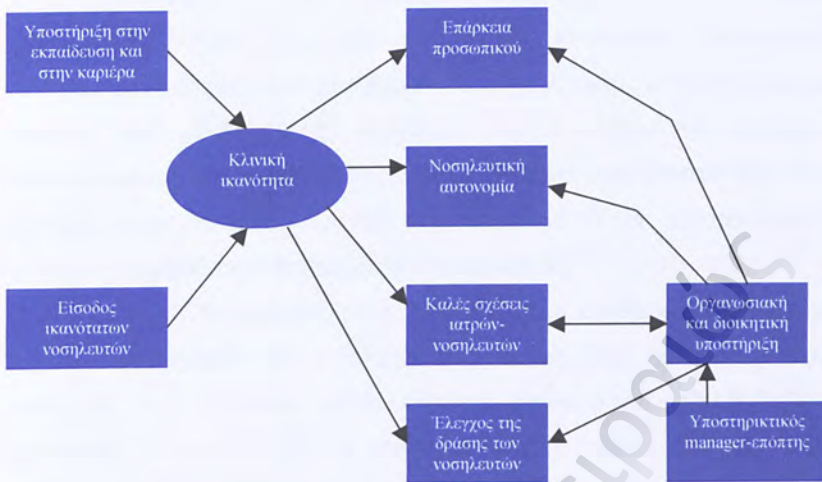 Υποστήριξη στην
εκπαίδευση και
στην καριέρα
Επάρκεια
προσωπικού
Κλινική
ικανότητα
Νοσηλευτική
αυτονομία
Είσοδος
ικανότατων
νοσηλευτών
Καλές σχέσεις
ιατρών-
νοσηλευτών
Οργανωσιακή
και διοικητική
υποστήριξη
Έλεγχος της
δράσης των
νοσηλευτών
Υποστηρικτικός
manager-επόπτης